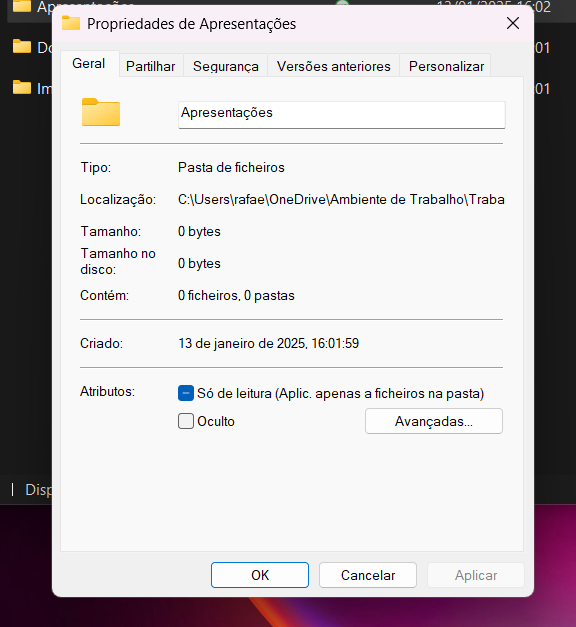 Apresentações
13/01/2025 16:02
Propriedades de Apresentações
Geral
Partilhar
Segurança
Versões anteriores
Personalizar
Do
01
Im
01
Apresentações
Tipo:
Pasta de ficheiros
Localização:
C:\Users\rafae\OneDrive\Ambiente de Trabalho\Traba
Tamanho:
0 bytes
Tamanho no
disco:
0 bytes
Contém:
0 ficheiros, 0 pastas
Criado:
13 de janeiro de 2025, 16:01:59
Atributos:
Só de leitura (Aplic. apenas a ficheiros na pasta)
Oculto
Avançadas...
Disp
OK
Cancelar
Aplicar